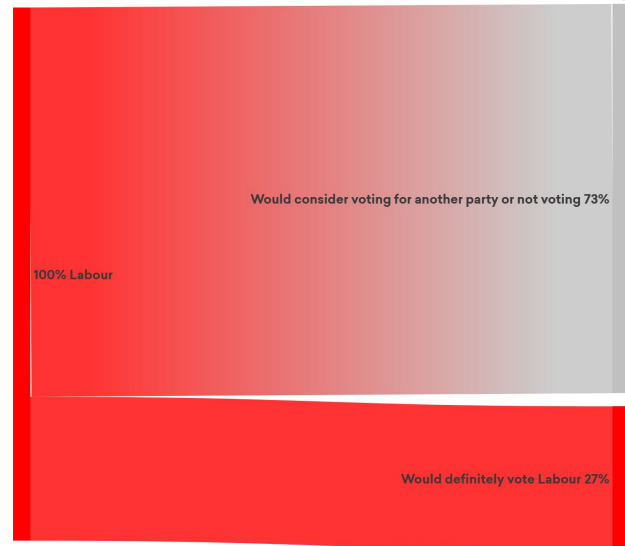 Would consider voting for another party or not voting 73%
100% Labour
Would definitely vote Labour 27%